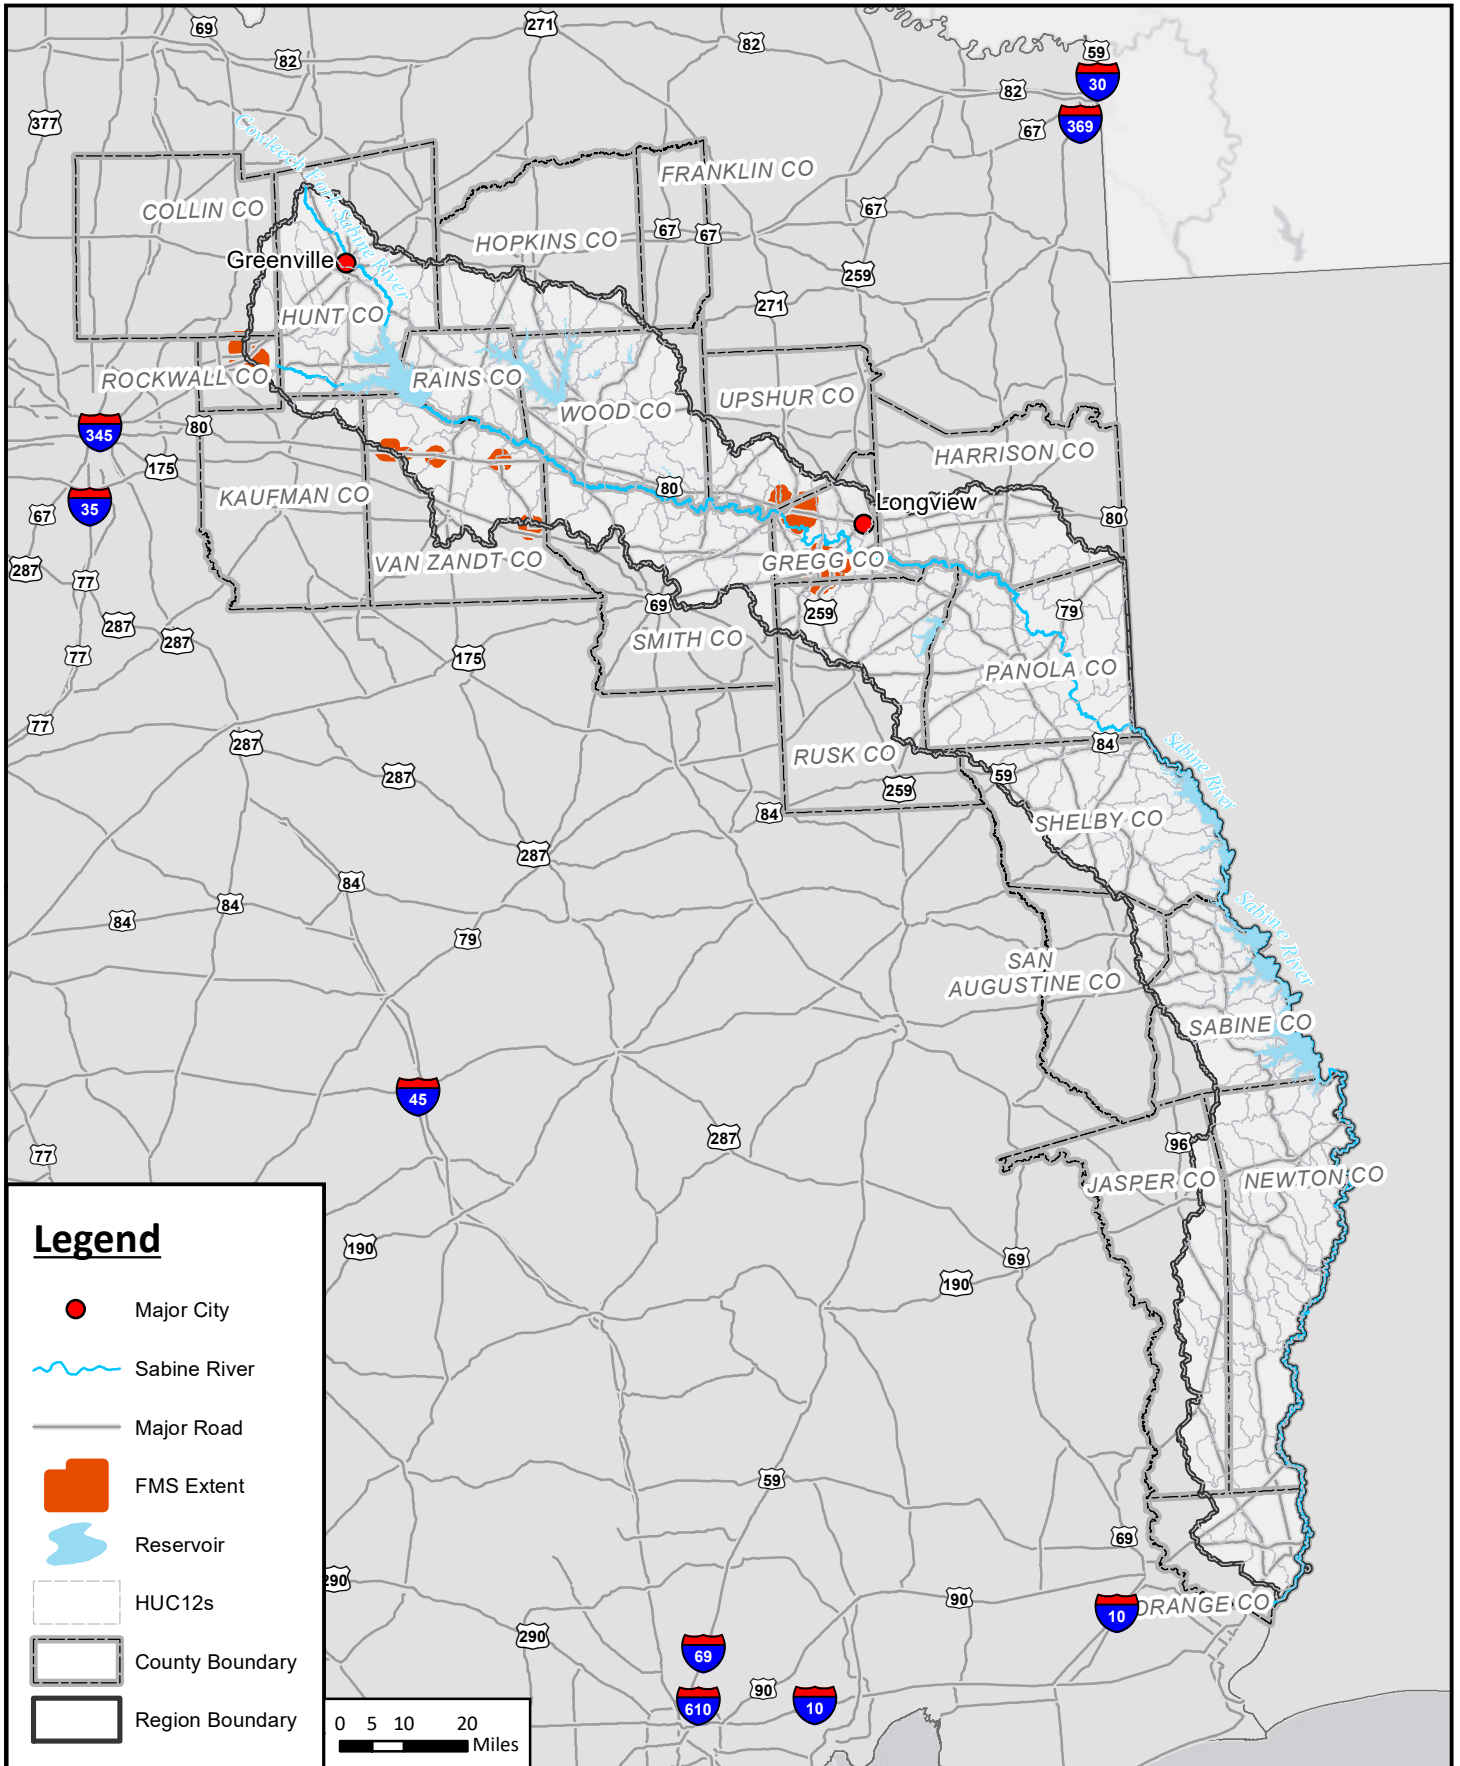 69
271
82
82
59
30
82
369
67
377
Cowleech Fork Sabine River
FRANKLIN CO
COLLIN CO
67
HOPKINS CO
67
67
Greenville
259
271
HUNT CO
ROCKWALL CO
RAINS CO
UPSHUR CO
WOOD CO
80
345
HARRISON CO
175
KAUFMAN CO
80
Longview
35
67
80
VAN ZANDT CO
GREGG CO
287
77
69
259
79
287
287
SMITH CO
77
175
PANOLA CO
77
287
84
Sabine River
RUSK CO
287
59
259
84
SHELBY CO
287
84
84
84
Sabine River
79
SAN
AUGUSTINE CO
SABINE CO
45
287
96
77
JASPER CO
NEWTON CO
190
69
190
59
69
290
90
10
ORANGE CO
290
69
90
610
10
Legend
Major City
Sabine River
Major Road
FMS Extent
Reservoir
HUC12s
County Boundary
Region Boundary
0 5 10 20
Miles